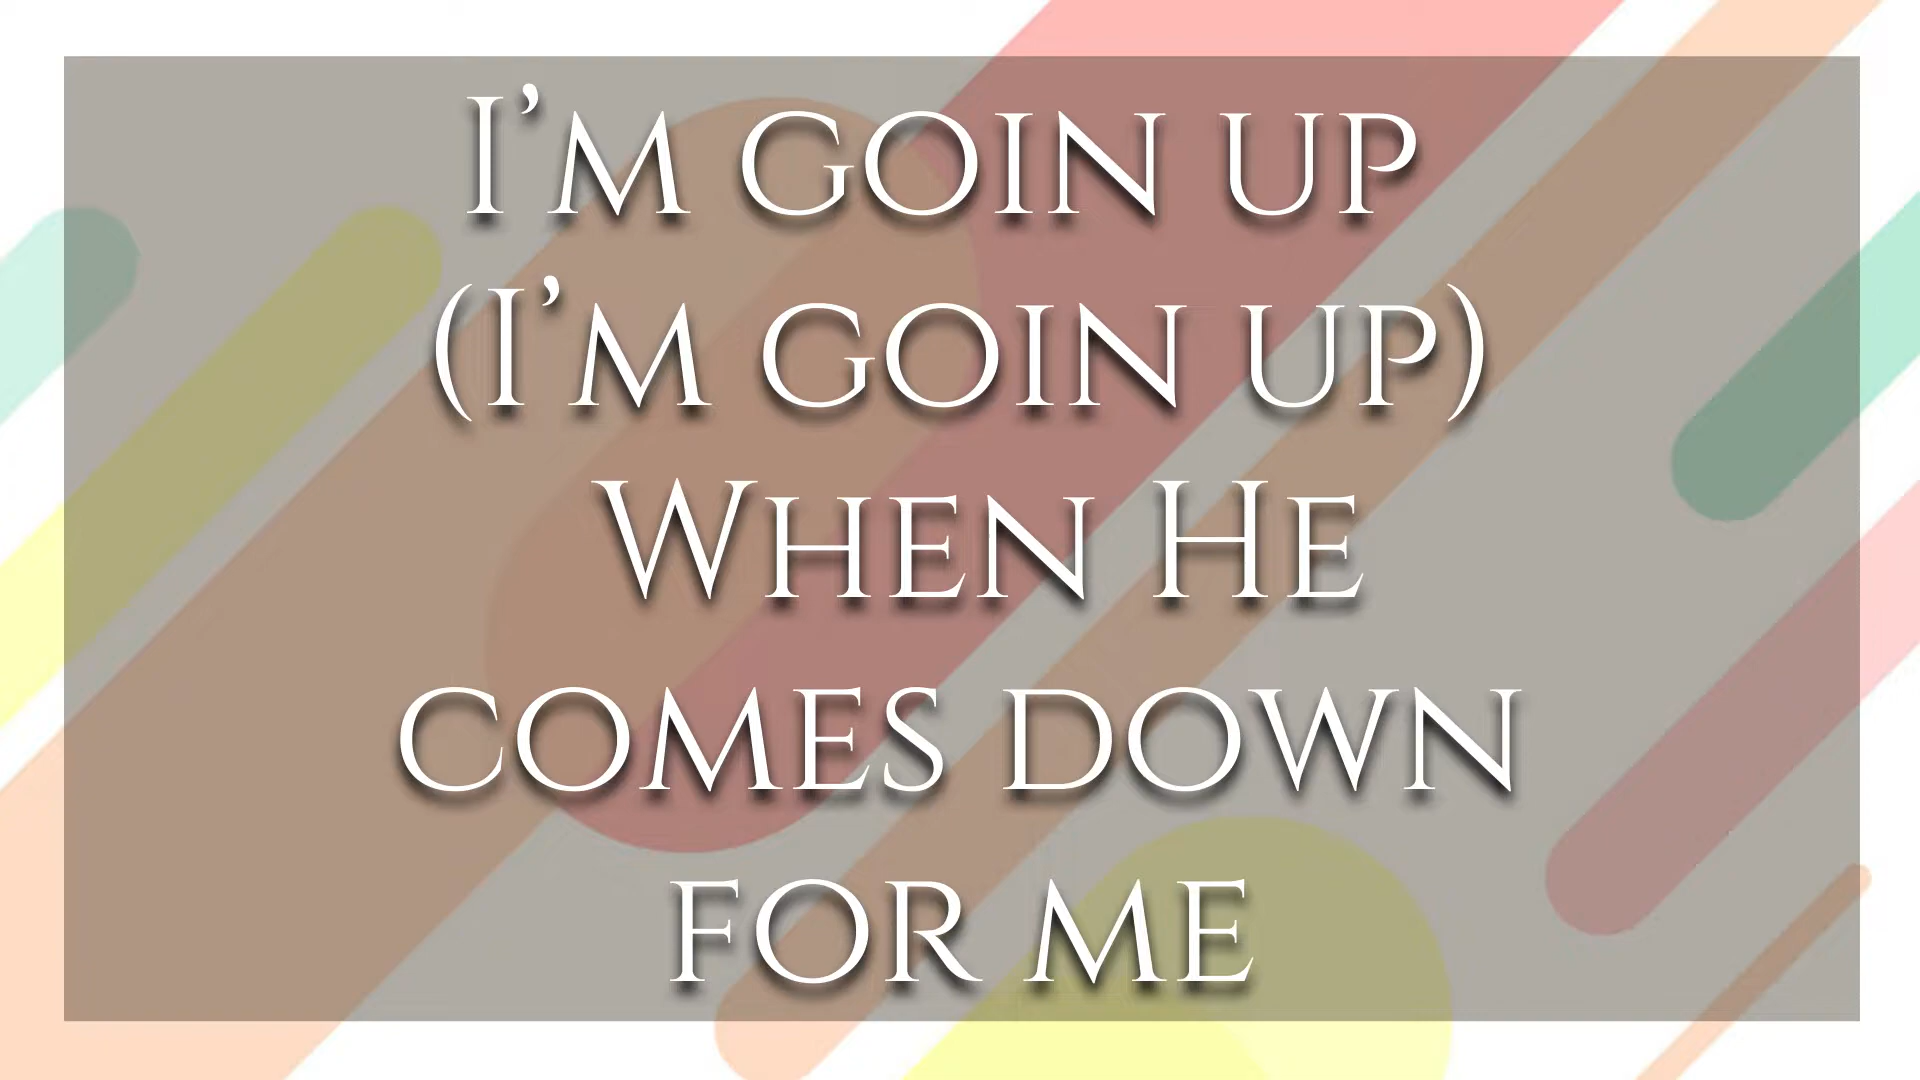 I’m goin up
(I’m goin up)
When He
comes down
for me